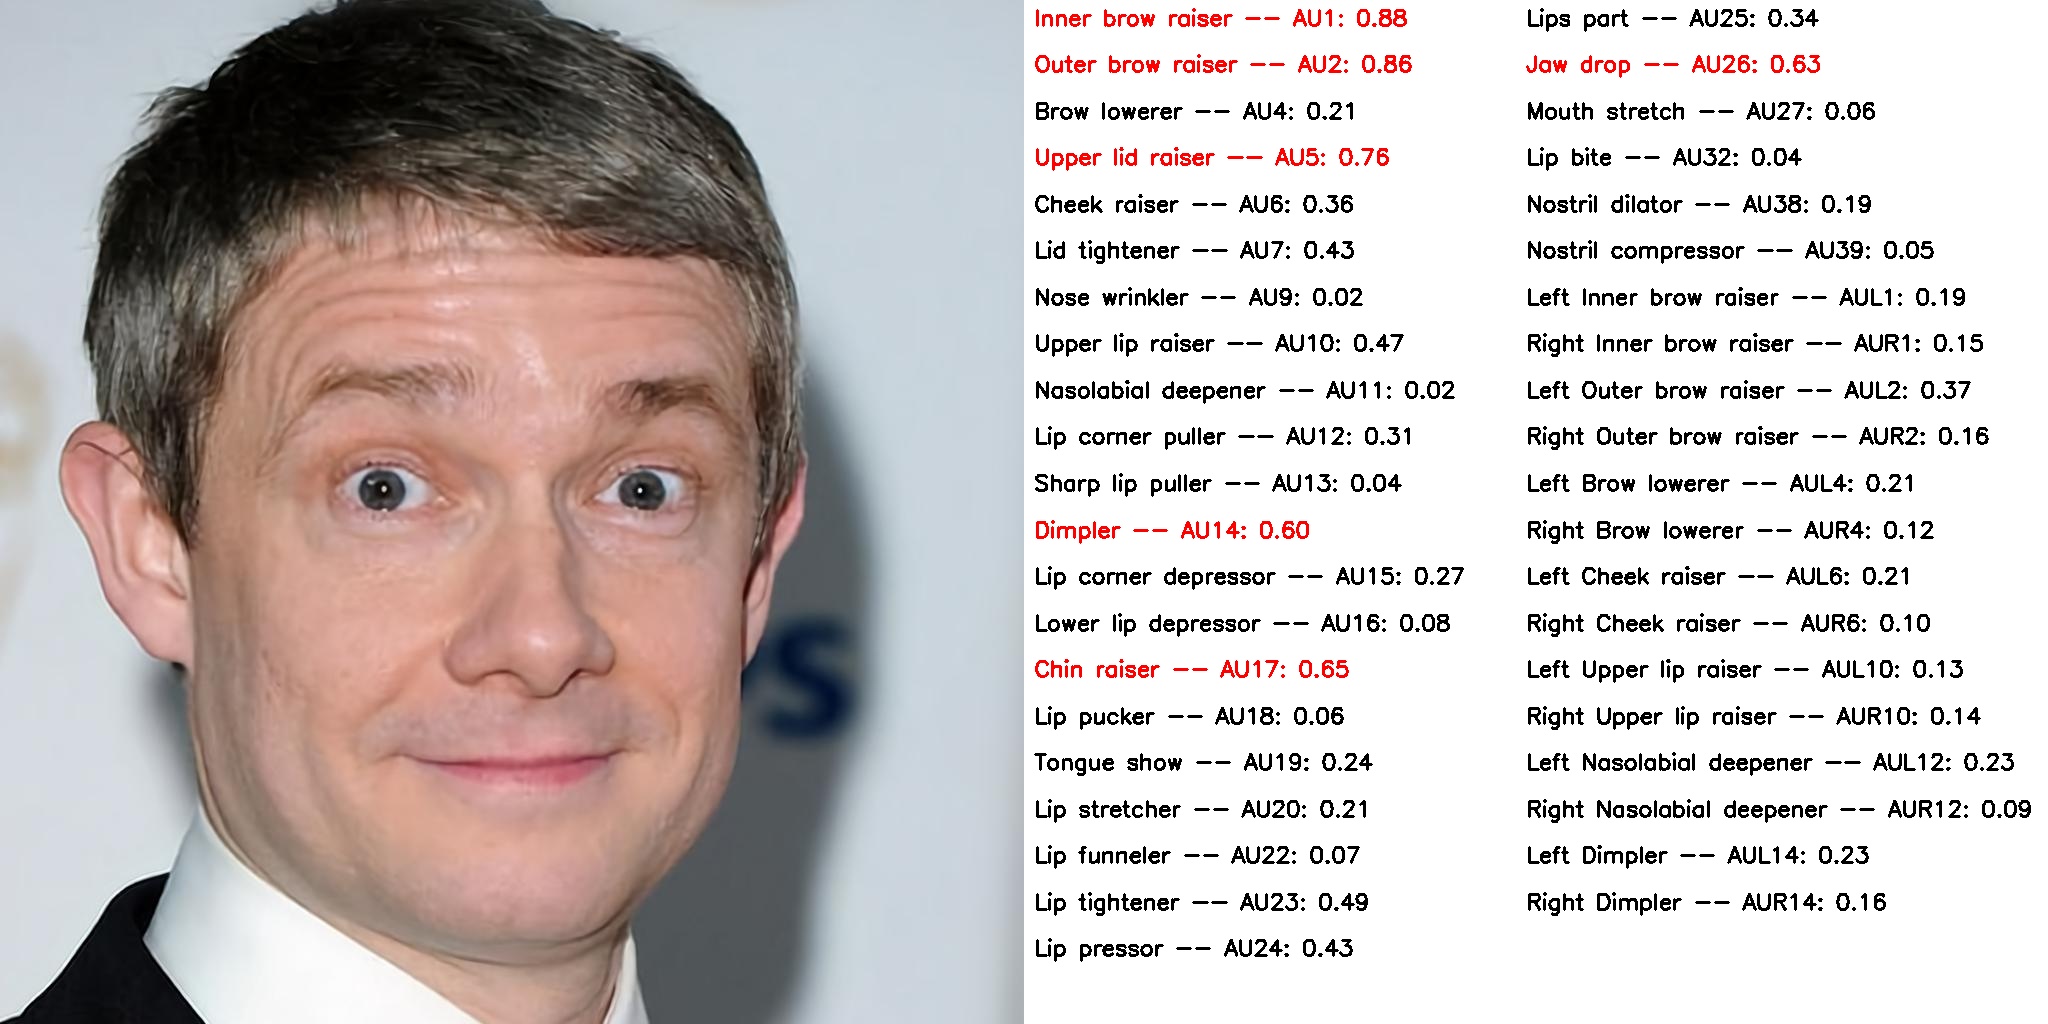 Inner brow raiser -- AU1: 0.88
Outer brow raiser -- AU2: 0.86
Brow lowerer -- AU4: 0.21
Upper lid raiser -- AU5: 0.76
Cheek raiser -- AU6: 0.36
Lid tightener -- AU7: 0.43
Nose wrinkler -- AU9: 0.02
Upper lip raiser -- AU10: 0.47
Nasolabial deepener -- AU11: 0.02
Lip corner puller -- AU12: 0.31
Sharp lip puller -- AU13: 0.04
Dimpler -- AU14: 0.60
Lip corner depressor -- AU15: 0.27
Lower lip depressor -- AU16: 0.08
Chin raiser -- AU17: 0.65
Lip pucker -- AU18: 0.06
Tongue show -- AU19: 0.24
Lip stretcher -- AU20: 0.21
Lip funneler -- AU22: 0.07
Lip tightener -- AU23: 0.49
Lip pressor -- AU24: 0.43
Lips part -- AU25: 0.34
Jaw drop -- AU26: 0.63
Mouth stretch -- AU27: 0.06
Lip bite -- AU32: 0.04
Nostril dilator -- AU38: 0.19
Nostril compressor -- AU39: 0.05
Left Inner brow raiser -- AUL1: 0.19
Right Inner brow raiser -- AUR1: 0.15
Left Outer brow raiser -- AUL2: 0.37
Right Outer brow raiser -- AUR2: 0.16
Left Brow lowerer -- AUL4: 0.21
Right Brow lowerer -- AUR4: 0.12
Left Cheek raiser -- AUL6: 0.21
Right Cheek raiser -- AUR6: 0.10
Left Upper lip raiser -- AUL10: 0.13
Right Upper lip raiser -- AUR10: 0.14
Left Nasolabial deepener -- AUL12: 0.23
Right Nasolabial deepener -- AUR12: 0.09
Left Dimpler -- AUL14: 0.23
Right Dimpler -- AUR14: 0.16